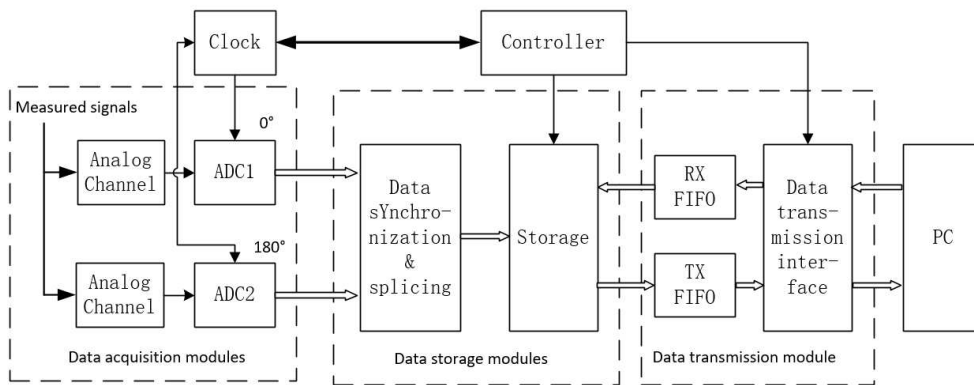 Clock
Controller
Measured signals
0°
Analog
Channel
ADC1
180°
Analog
Channel
ADC2
Data acquisition modules
Data
sYnchro-
nization
&
splicing
Storage
Data storage modules
RX
FIFO
TX
FIFO
Data
trans-
mission
inter-
face
Data transmission module
PC